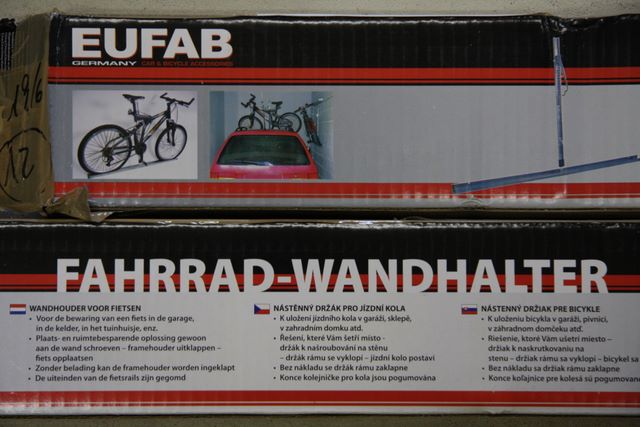 EUFAB
GERMANY CAR & BICYCLE ACCESSORIES
19/6
12
FAHRRAD-WANDHALTER
WANDHOUDER VOOR FIETSEN
• Voor de bewaring van een fiets in de garage,
in de kelder, in het tuinhuisje, enz.
• Plaats- en ruimtebesparende oplossing gewoon
aan de wand schroeven – framehouder uitklappen –
fiets opplaatsen
• Zonder belading kan de framehouder worden ingeklapt
• De uiteinden van de fietsrails zijn gegomd
NÁSTĚNNÝ DRŽÁK PRO JÍZDNÍ KOLA
• K uložení jízdního kola v garáži, sklepě,
v zahradním domku atd.
• Řešení, které Vám šetří místo -
držák k našroubování na stěnu
– držák rámu se vyklopí – jízdní kolo postaví
• Bez nákladu se držák rámu zaklapne
• Konce kolejničke pro kola jsou pogumována
NÁSTENNÝ DRŽIAK PRE BICYKLE
• K uloženiu bicykla v garáži, pivnici,
v záhradnom domčeku atď.
• Riešenie, ktoré Vám ušetrí miesto –
držiak k naskrutkovaniu na
stenu – držiak rámu sa vyklopí – bicykel sa
• Bez nákladu sa držiak rámu zaklapne
• Konce koľajnice pre kolesá sú pogumované